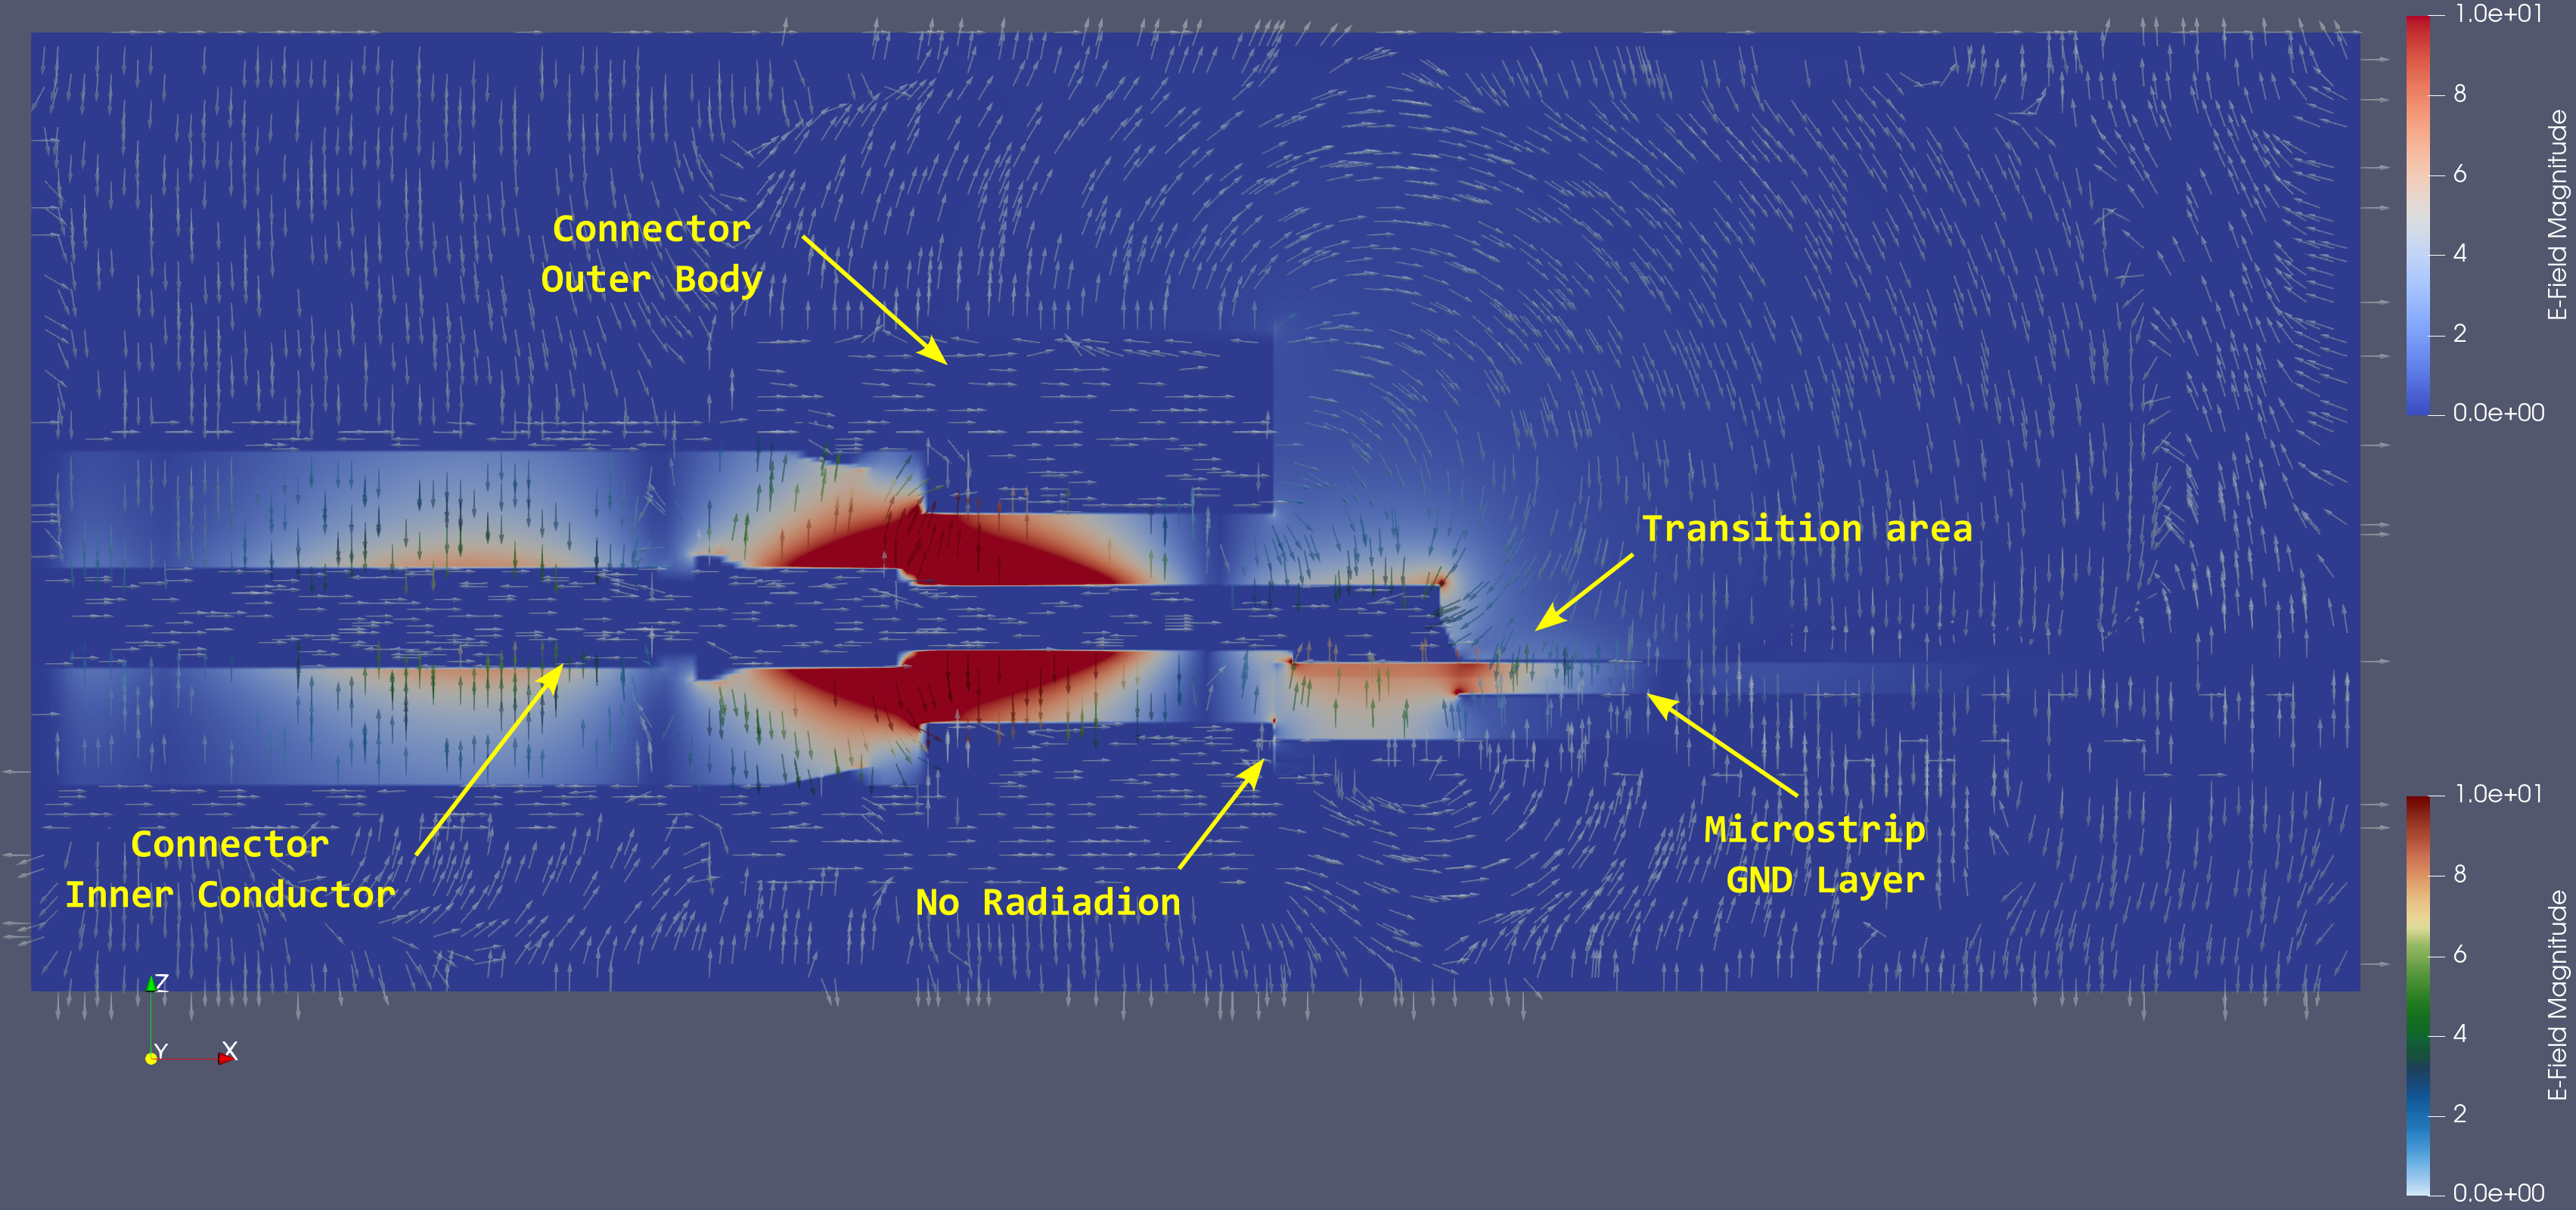 1.0e+01
8
6
4
2
0.0e+00
E-Field Magnitude
Connector
Outer Body
Transition area
Connector
Inner Conductor
No Radiadion
Microstrip
GND Layer
1.0e+01
8
6
4
2
0.0e+00
E-Field Magnitude
Z
Y
X